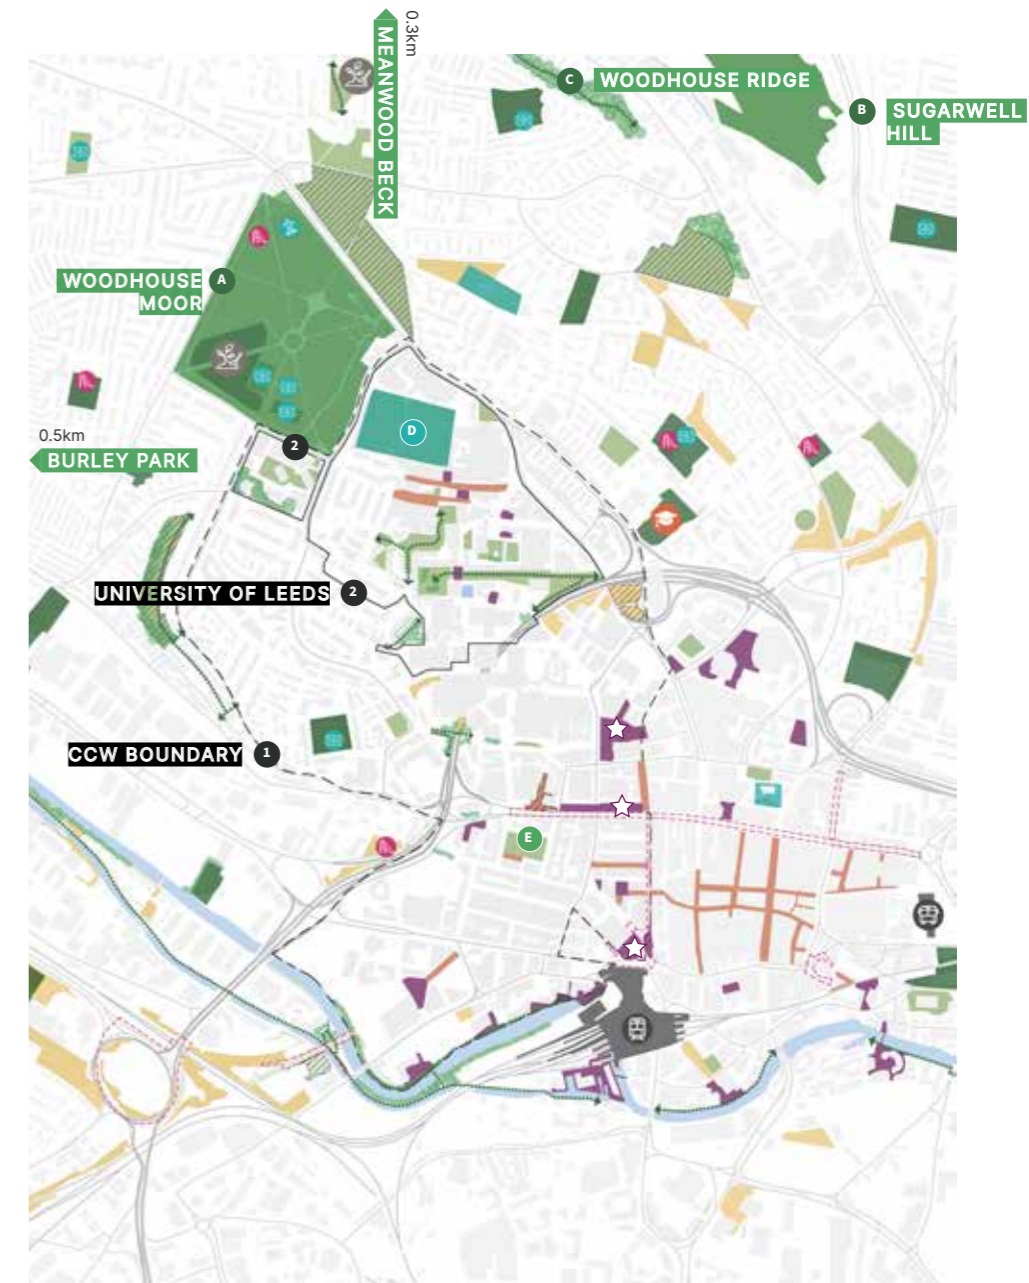 0.3km
MEANWOOD BECK
C
WOODHOUSE RIDGE
B
SUGARWELL
HILL
WOODHOUSE
MOOR
A
D
0.5km
BURLEY PARK
2
UNIVERSITY OF LEEDS
2
CCW BOUNDARY
1
E